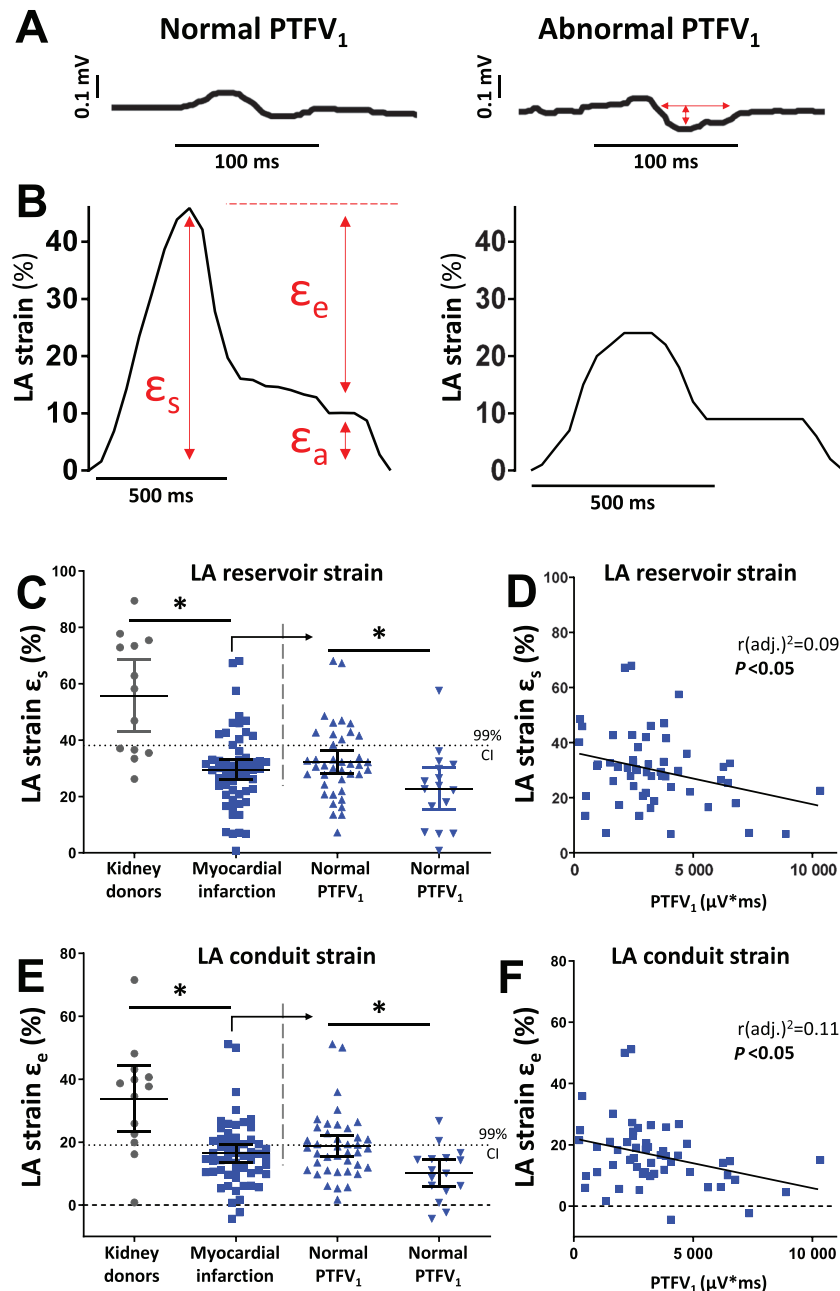 A
Normal PTFV₁
Abnormal PTFV₁
0.1 mV
0.1 mV
100 ms
100 ms
B
LA strain (%)
40
30
20
10
0
εs
εe
εa
500 ms
LA strain (%)
40
30
20
10
0
500 ms
C
LA reservoir strain
LA strain εs (%)
100
80
60
40
20
0
*
*
99%
CI
Kidney
donors
Myocardial
infarction
Normal
PTFV₁
Normal
PTFV₁
D
LA reservoir strain
LA strain εs (%)
100
80
60
40
20
0
r(adj.)²=0.09
P<0.05
0
5 000
10 000
PTFV₁ (µV*ms)
E
LA conduit strain
LA strain εe (%)
80
60
40
20
0
*
*
99%
CI
Kidney
donors
Myocardial
infarction
Normal
PTFV₁
Normal
PTFV₁
F
LA conduit strain
LA strain εe (%)
80
60
40
20
0
r(adj.)²=0.11
P<0.05
0
5 000
10 000
PTFV₁ (µV*ms)